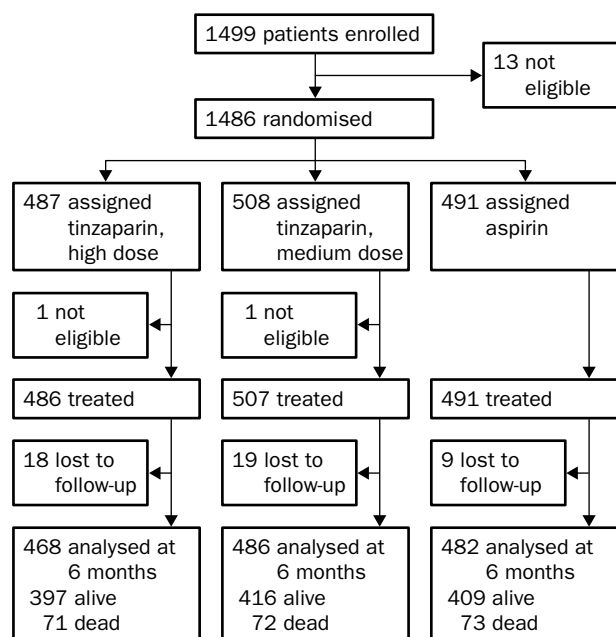 1499 patients enrolled
13 not
eligible
1486 randomised
487 assigned
tinzaparin,
high dose
508 assigned
tinzaparin,
medium dose
491 assigned
aspirin
1 not
eligible
1 not
eligible
486 treated
507 treated
491 treated
18 lost to
follow-up
19 lost to
follow-up
9 lost to
follow-up
468 analysed at
6 months
397 alive
71 dead
486 analysed at
6 months
416 alive
72 dead
482 analysed at
6 months
409 alive
73 dead